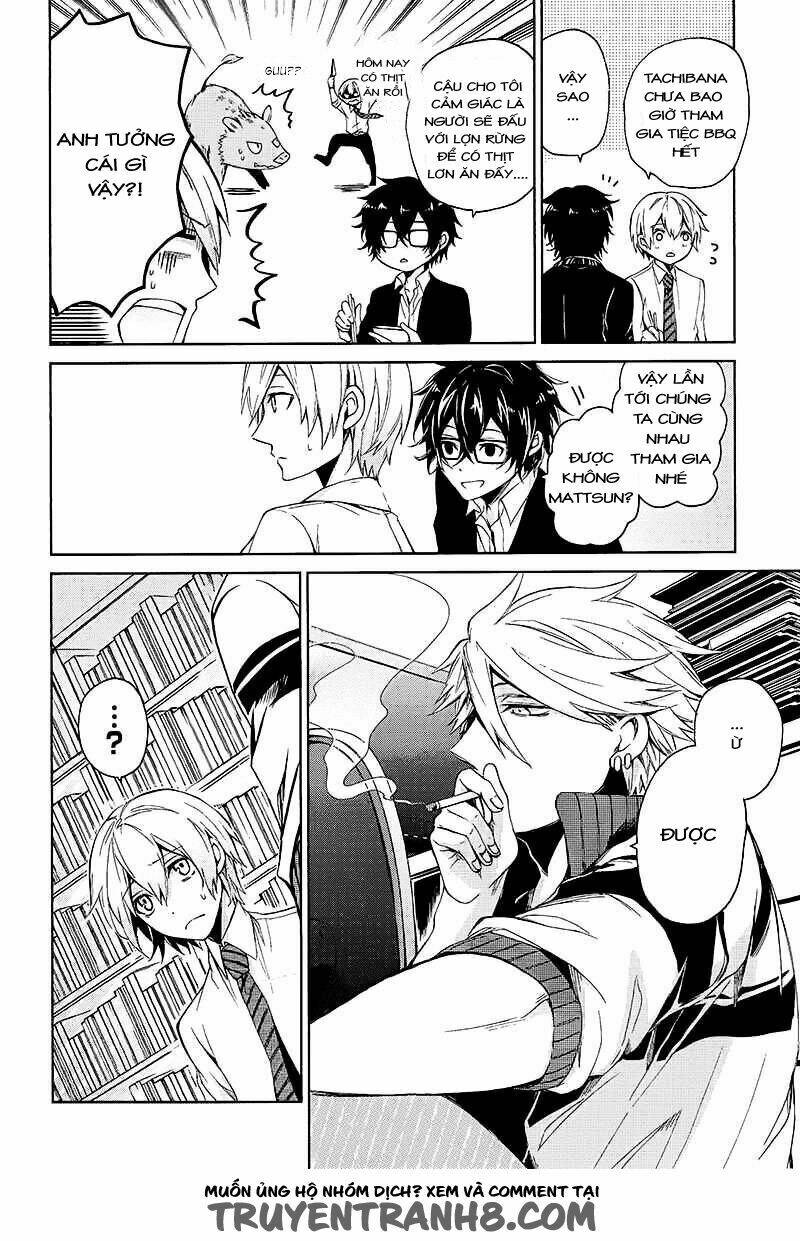 TACHIBANA
CHƯA BAO
GIỜ THAM
GIA TIỆC BBQ
HẾT
VẬY
SAO
...
CẬU CHO TÔI
CẢM GIÁC LÀ
NGƯỜI SẼ ĐẤU
VỚI LỢN RỪNG
ĐỂ CÓ THỊT
LƠN ĂN ĐẤY....
HÔM NAY
CÓ THỊT
ĂN RỒI
GUU??
ANH TƯỞNG
CÁI GÌ
VẬY?!
VẬY LẦN
TỚI CHÚNG
TA CÙNG
NHAU
THAM GIA
NHÉ
ĐƯỢC
KHÔNG
MATTSUN?
...
Ừ
ĐƯỢC
...?
MUỐN ỦNG HỘ NHÓM DỊCH? XEM VÀ COMMENT TẠI
TRUYENTRANH8.COM